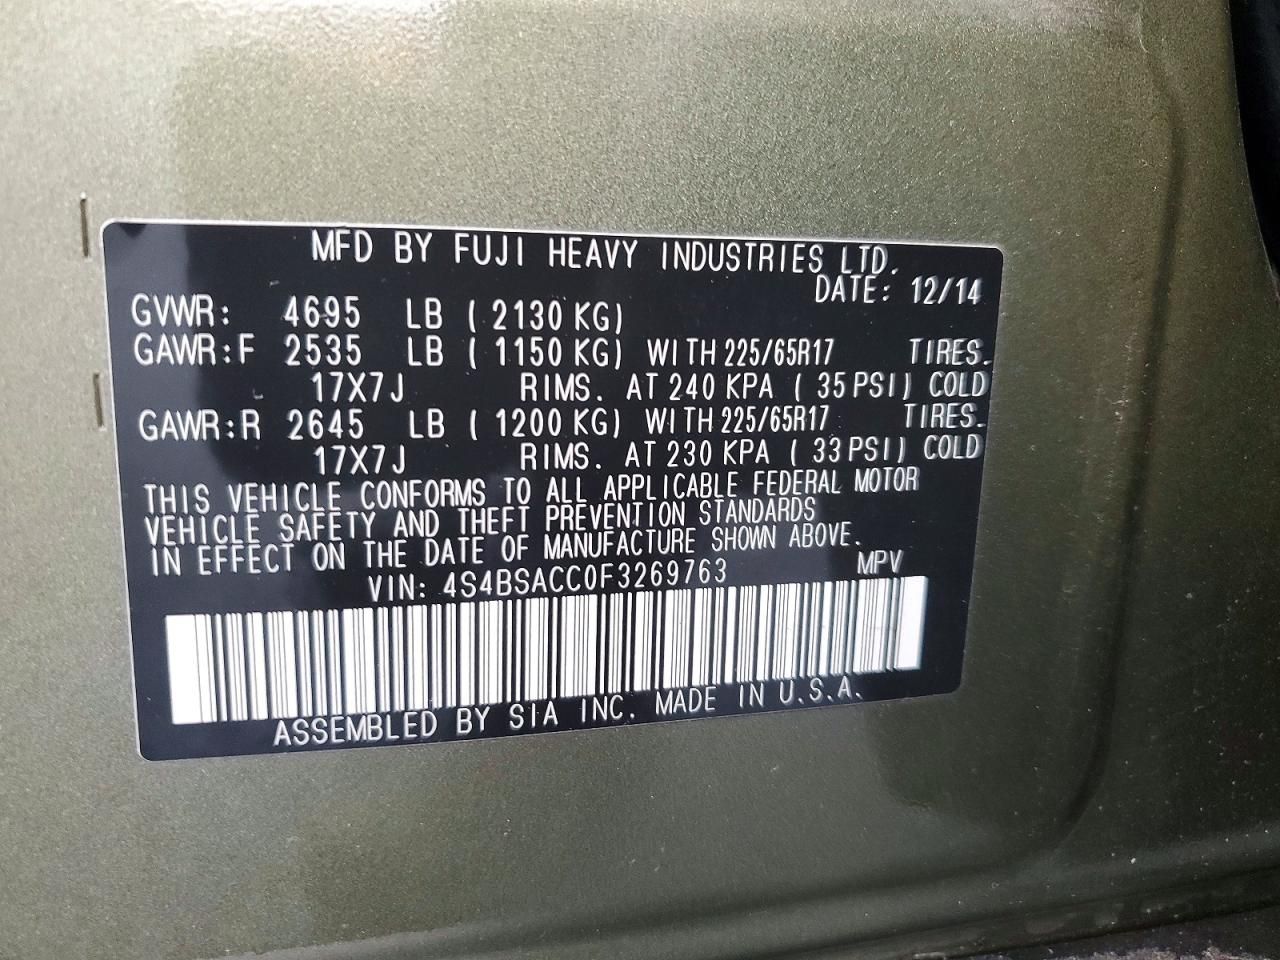 MFD BY FUJI HEAVY INDUSTRIES LTD.
DATE: 12/14
GVWR: 4695 LB ( 2130 KG)
GAWR:F 2535 LB ( 1150 KG) WITH 225/65R17 TIRES.
17X7J RIMS. AT 240 KPA ( 35 PSI) COLD
GAWR:R 2645 LB ( 1200 KG) WITH 225/65R17 TIRES.
17X7J RIMS. AT 230 KPA ( 33 PSI) COLD
THIS VEHICLE CONFORMS TO ALL APPLICABLE FEDERAL MOTOR
VEHICLE SAFETY AND THEFT PREVENTION STANDARDS
IN EFFECT ON THE DATE OF MANUFACTURE SHOWN ABOVE.
VIN: 4S4BSACC0F3269763 MPV
ASSEMBLED BY SIA INC. MADE IN U.S.A.